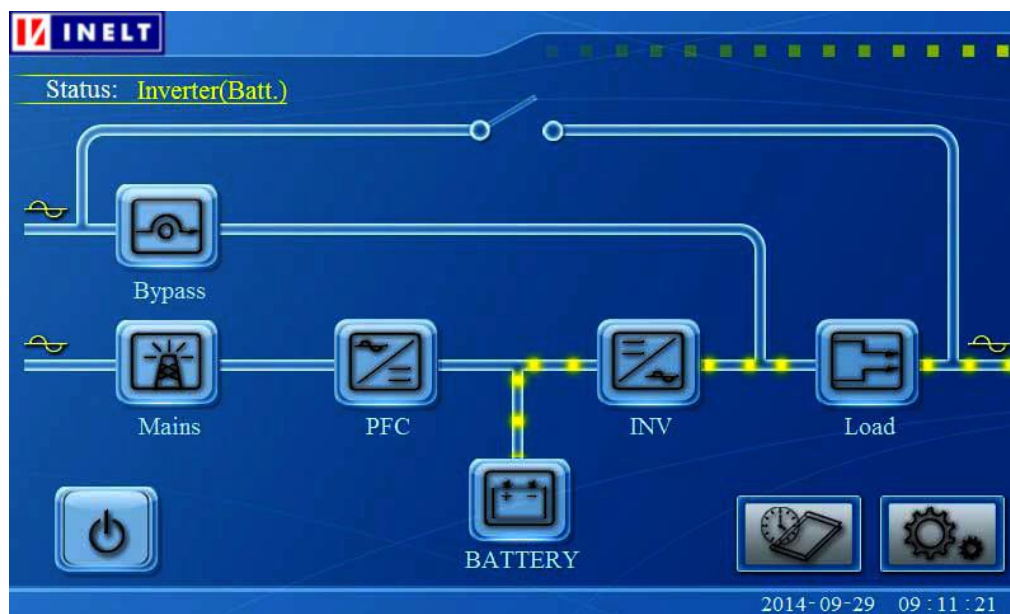 INELT
Status: Inverter(Batt.)
Bypass
Mains
PFC
INV
Load
BATTERY
2014-09-29 09:11:21